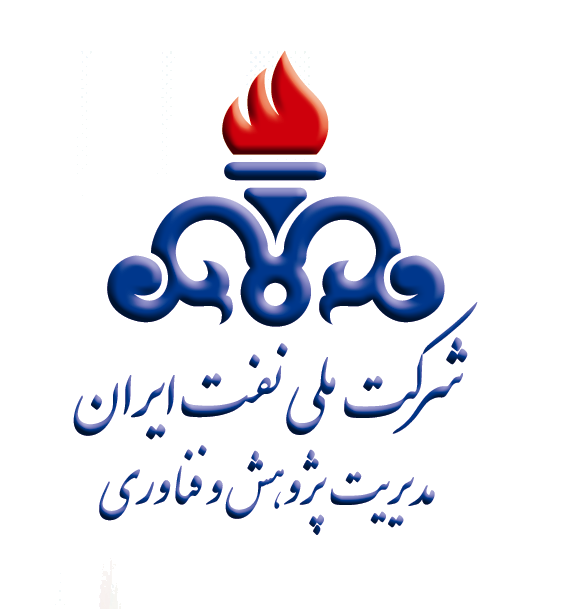 شرکت ملی نفت ایران
مدیریت پژوهش و فناوری